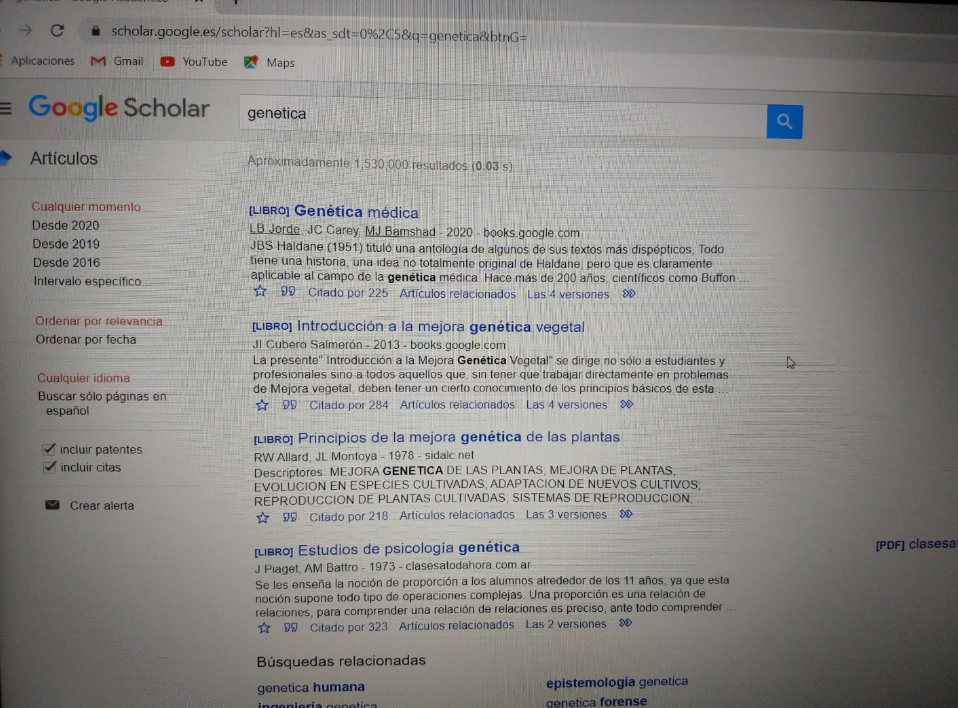 scholar.google.es/scholar?hl=es&as_sdt=0%2C5&q=genetica&btnG=
Aplicaciones Gmail YouTube Maps
Google Scholar
genetica
Artículos
Aproximadamente 1,530,000 resultados (0.03 s)
Cualquier momento
Desde 2020
Desde 2019
Desde 2016
Intervalo específico...
Ordenar por relevancia
Ordenar por fecha
Cualquier idioma
Buscar sólo páginas en
español
incluir patentes
incluir citas
Crear alerta
[LIBRO] Genética médica
LB Jorde, JC Carey, MJ Bamshad - 2020 - books.google.com
JBS Haldane (1951) tituló una antología de algunos de sus textos más dispépticos, Todo
tiene una historia, una idea no totalmente original de Haldane, pero que es claramente
aplicable al campo de la genética médica. Hace más de 200 años, científicos como Buffon ...
Citado por 225 Artículos relacionados Las 4 versiones
[LIBRO] Introducción a la mejora genética vegetal
JI Cubero Salmerón - 2013 - books.google.com
La presente" Introducción a la Mejora Genética Vegetal" se dirige no sólo a estudiantes y
profesionales sino a todos aquellos que, sin tener que trabajar directamente en problemas
de Mejora vegetal, deben tener un cierto conocimiento de los principios básicos de esta ...
Citado por 284 Artículos relacionados Las 4 versiones
[LIBRO] Principios de la mejora genética de las plantas
RW Allard, JL Montoya - 1978 - sidalc.net
Descriptores: MEJORA GENETICA DE LAS PLANTAS; MEJORA DE PLANTAS;
EVOLUCION EN ESPECIES CULTIVADAS; ADAPTACION DE NUEVOS CULTIVOS;
REPRODUCCION DE PLANTAS CULTIVADAS; SISTEMAS DE REPRODUCCION;
Citado por 218 Artículos relacionados Las 3 versiones
[LIBRO] Estudios de psicología genética
[PDF] clasesa
J Piaget, AM Battro - 1973 - clasesatodahora.com.ar
Se les enseña la noción de proporción a los alumnos alrededor de los 11 años, ya que esta
noción supone todo tipo de operaciones complejas. Una proporción es una relación de
relaciones, para comprender una relación de relaciones es preciso, ante todo comprender ...
Citado por 323 Artículos relacionados Las 2 versiones
Búsquedas relacionadas
genetica humana
epistemología genetica
ingeniería genetica
genetica forense